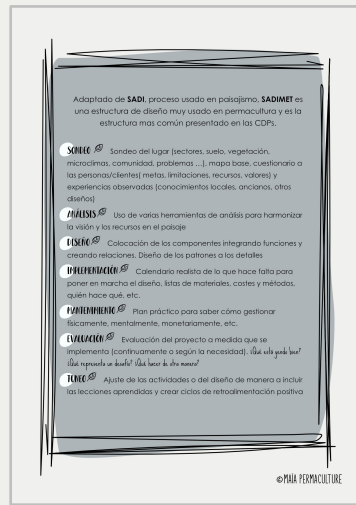 Adaptado de SADI, proceso usado en paisajismo, SADIMET es
una estructura de diseño muy usado en permacultura y es la
estructura mas común presentado en las CDPs.
SONDEO Sondeo del lugar (sectores, suelo, vegetación,
microclimas, comunidad, problemas ...), mapa base, cuestionario a
las personas/clientes( metas, limitaciones, recursos, valores) y
experiencias observadas (conocimientos locales, ancianos, otros
diseños)
ANÁLISIS Uso de varias herramientas de análisis para harmonizar
la visión y los recursos en el paisaje
DISEÑO Colocación de los componentes integrando funciones y
creando relaciones. Diseño de los patrones a los detalles
IMPLEMENTACIÓN Calendario realista de lo que hace falta para
poner en marcha el diseño, listas de materiales, costes y métodos,
quién hace qué, etc.
MANTENIMIENTO Plan práctico para saber cómo gestionar
físicamente, mentalmente, monetariamente, etc.
EVALUACIÓN Evaluación del proyecto a medida que se
implementa (continuamente o según la necesidad). ¿Qué está yendo bien?
¿Qué representa un desafío? ¿Qué hacer de otra manera?
TUNEO Ajuste de las actividades o del diseño de manera a incluir
las lecciones aprendidas y crear ciclos de retroalimentación positiva
©MAÍA PERMACULTURE